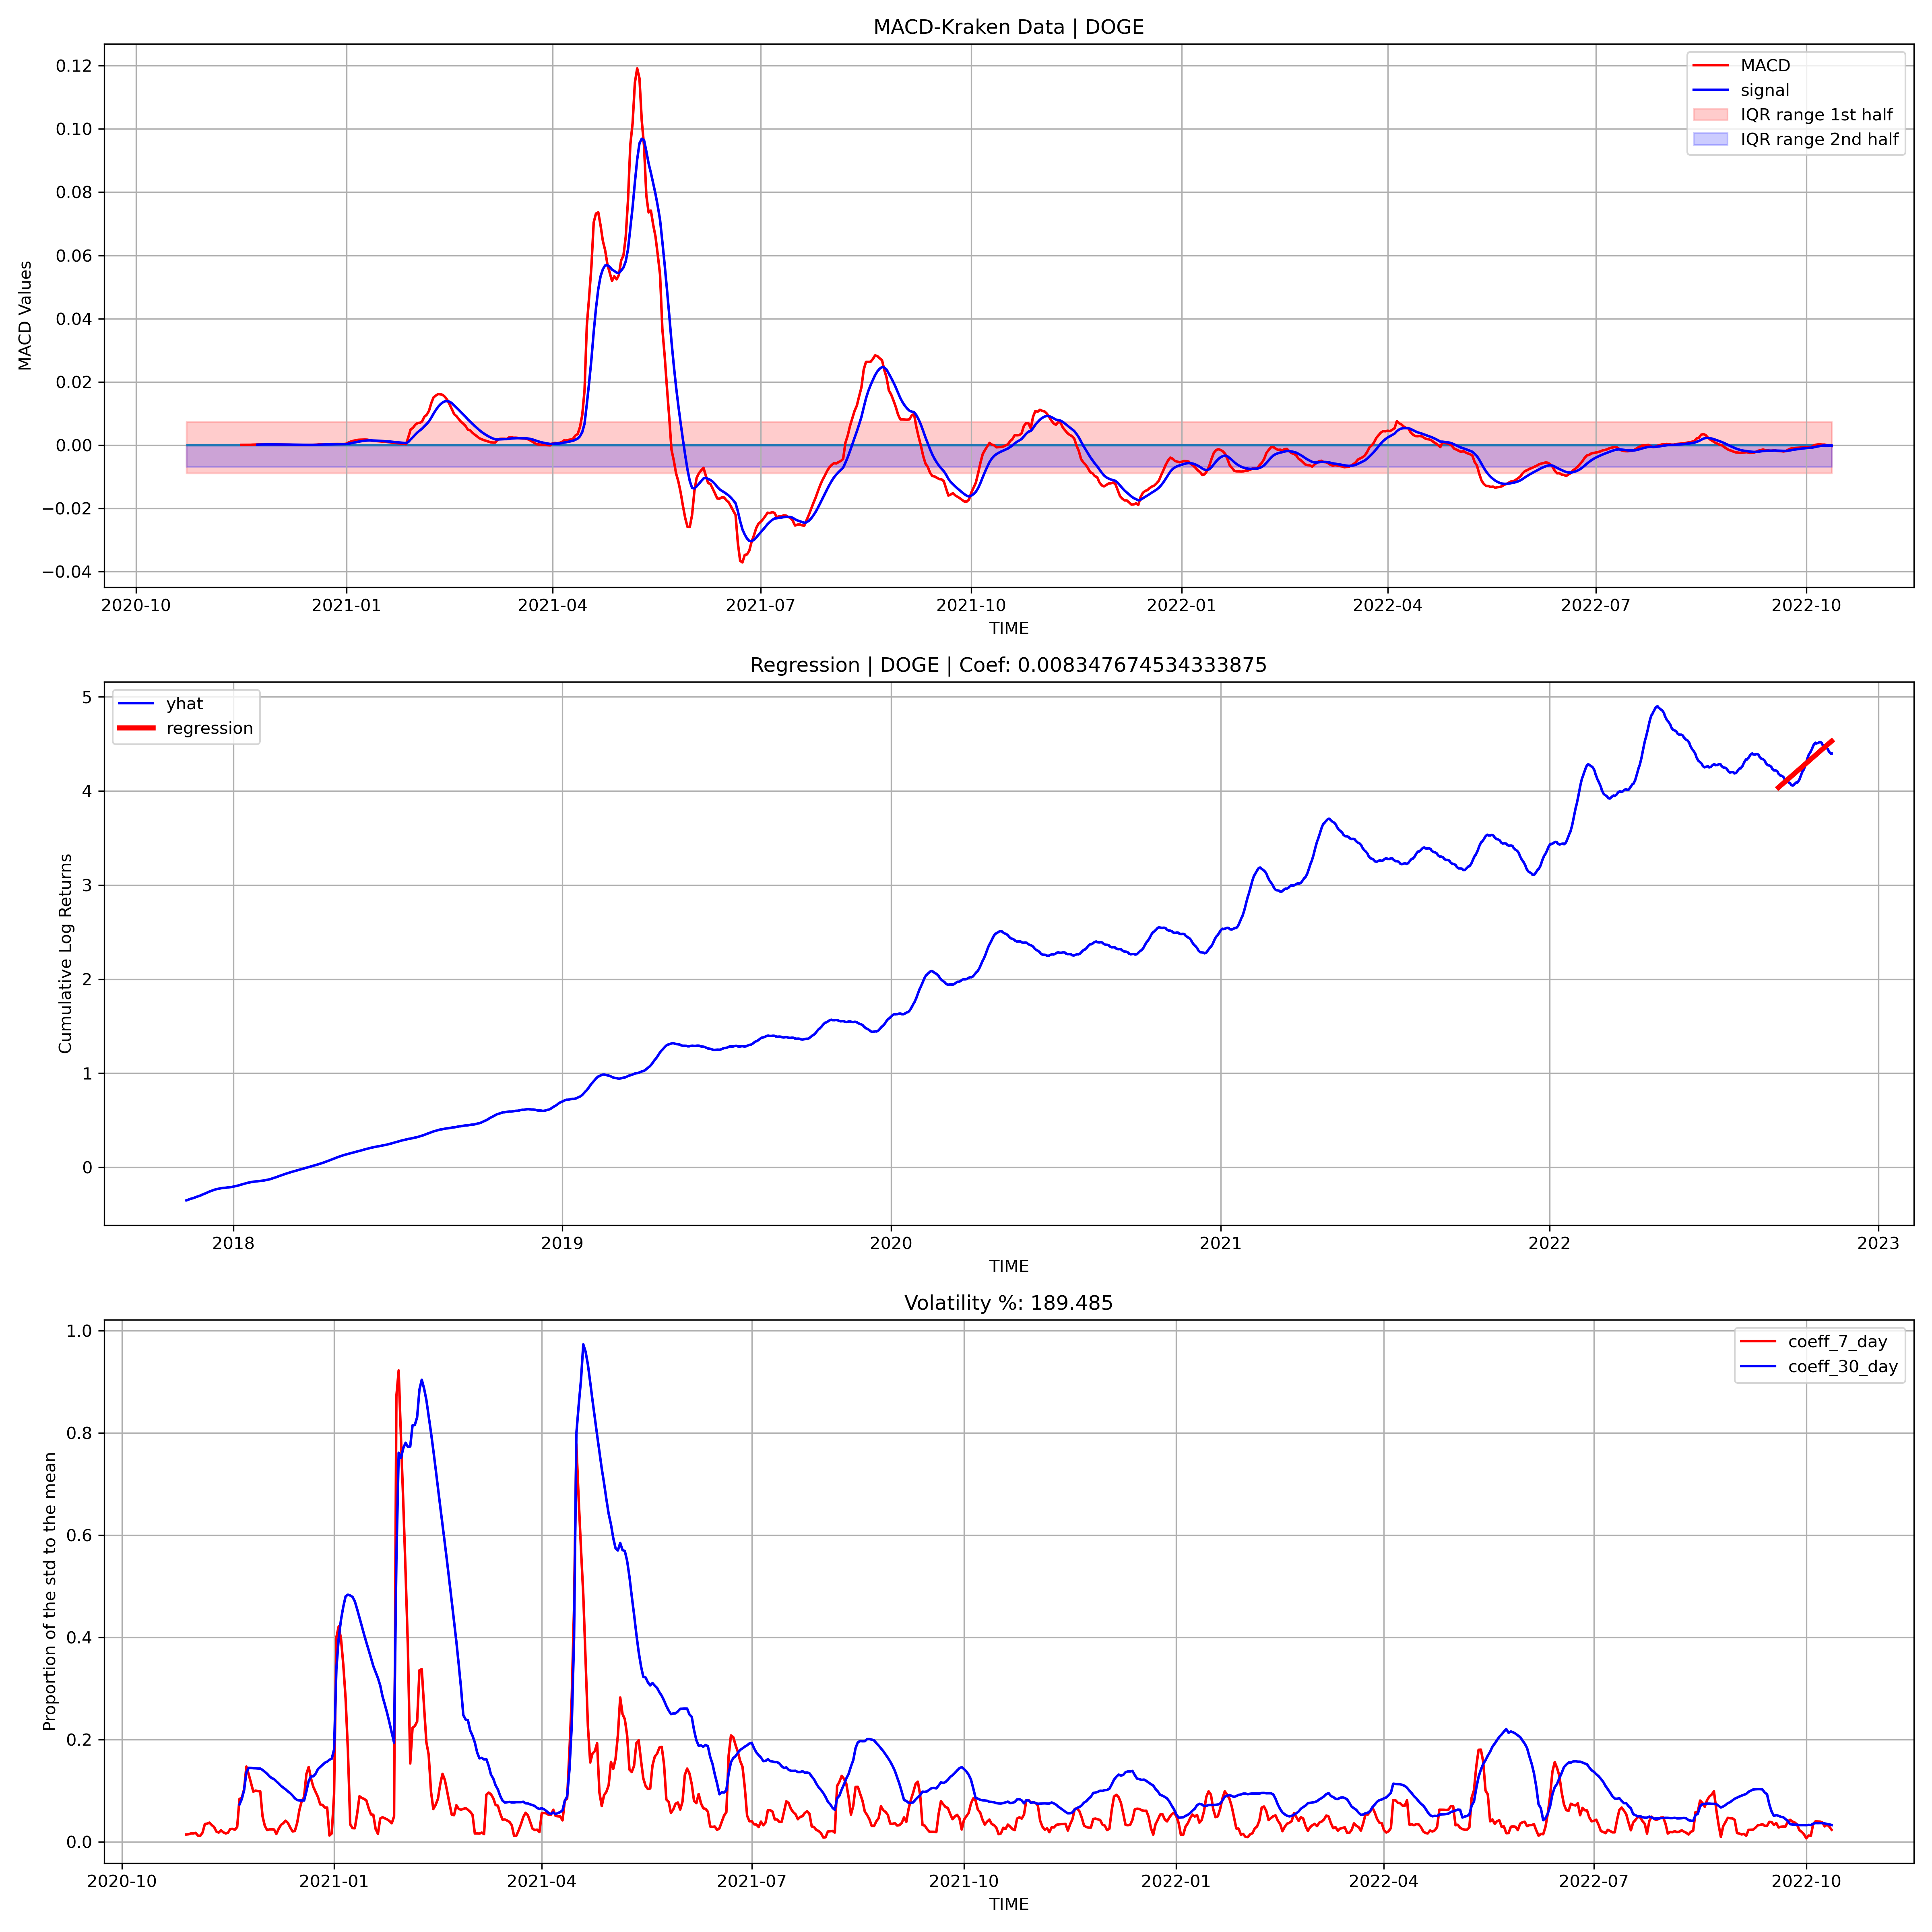 MACD-Kraken Data | DOGE
MACD
signal
IQR range 1st half
IQR range 2nd half
MACD Values
0.12
0.10
0.08
0.06
0.04
0.02
0.00
−0.02
−0.04
2020-10 2021-01 2021-04 2021-07 2021-10 2022-01 2022-04 2022-07 2022-10
TIME
Regression | DOGE | Coef: 0.008347674534333875
yhat
regression
Cumulative Log Returns
5
4
3
2
1
0
2018 2019 2020 2021 2022 2023
TIME
Volatility %: 189.485
coeff_7_day
coeff_30_day
Proportion of the std to the mean
1.0
0.8
0.6
0.4
0.2
0.0
2020-10 2021-01 2021-04 2021-07 2021-10 2022-01 2022-04 2022-07 2022-10
TIME